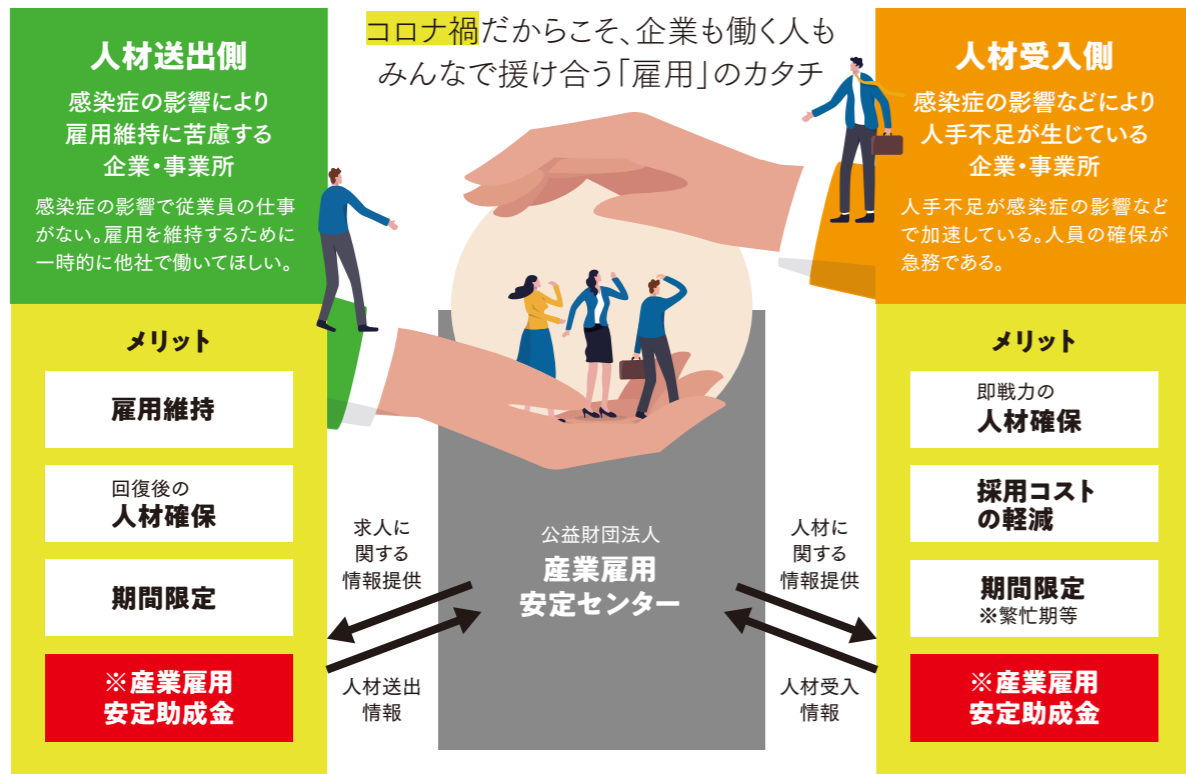 コロナ禍だからこそ、企業も働く人も
みんなで援け合う「雇用」のカタチ
人材送出側
感染症の影響により
雇用維持に苦慮する
企業・事業所
感染症の影響で従業員の仕事
がない。雇用を維持するために
一時的に他社で働いてほしい。
メリット
雇用維持
回復後の
人材確保
期間限定
※産業雇用
安定助成金
求人に
関する
情報提供
人材送出
情報
公益財団法人
産業雇用
安定センター
人材に
関する
情報提供
人材受入
情報
人材受入側
感染症の影響などにより
人手不足が生じている
企業・事業所
人手不足が感染症の影響など
で加速している。人員の確保が
急務である。
メリット
即戦力の
人材確保
採用コスト
の軽減
期間限定
※繁忙期等
※産業雇用
安定助成金